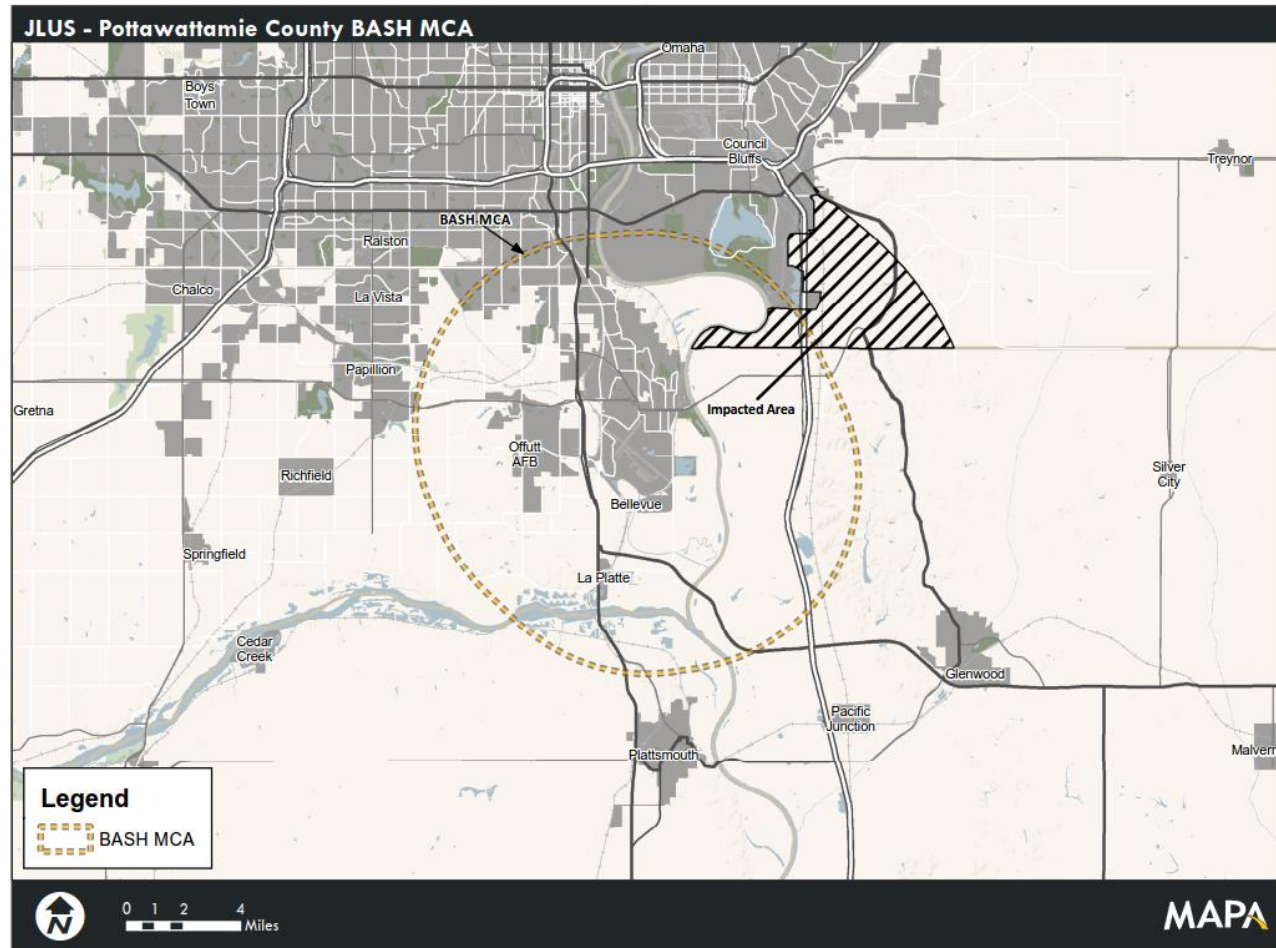 JLUS - Pottawattamie County BASH MCA
Omaha
Boys
Town
Council
Bluffs
Treynor
BASH MCA
Ralston
Chalco
La Vista
Papillion
Gretna
Impacted Area
Offutt
AFB
Richfield
Silver
City
Bellevue
Springfield
La Platte
Cedar
Creek
Glenwood
Pacific
Junction
Plattsmouth
Malvern
Legend
BASH MCA
N
0 1 2 4
Miles
MAPA